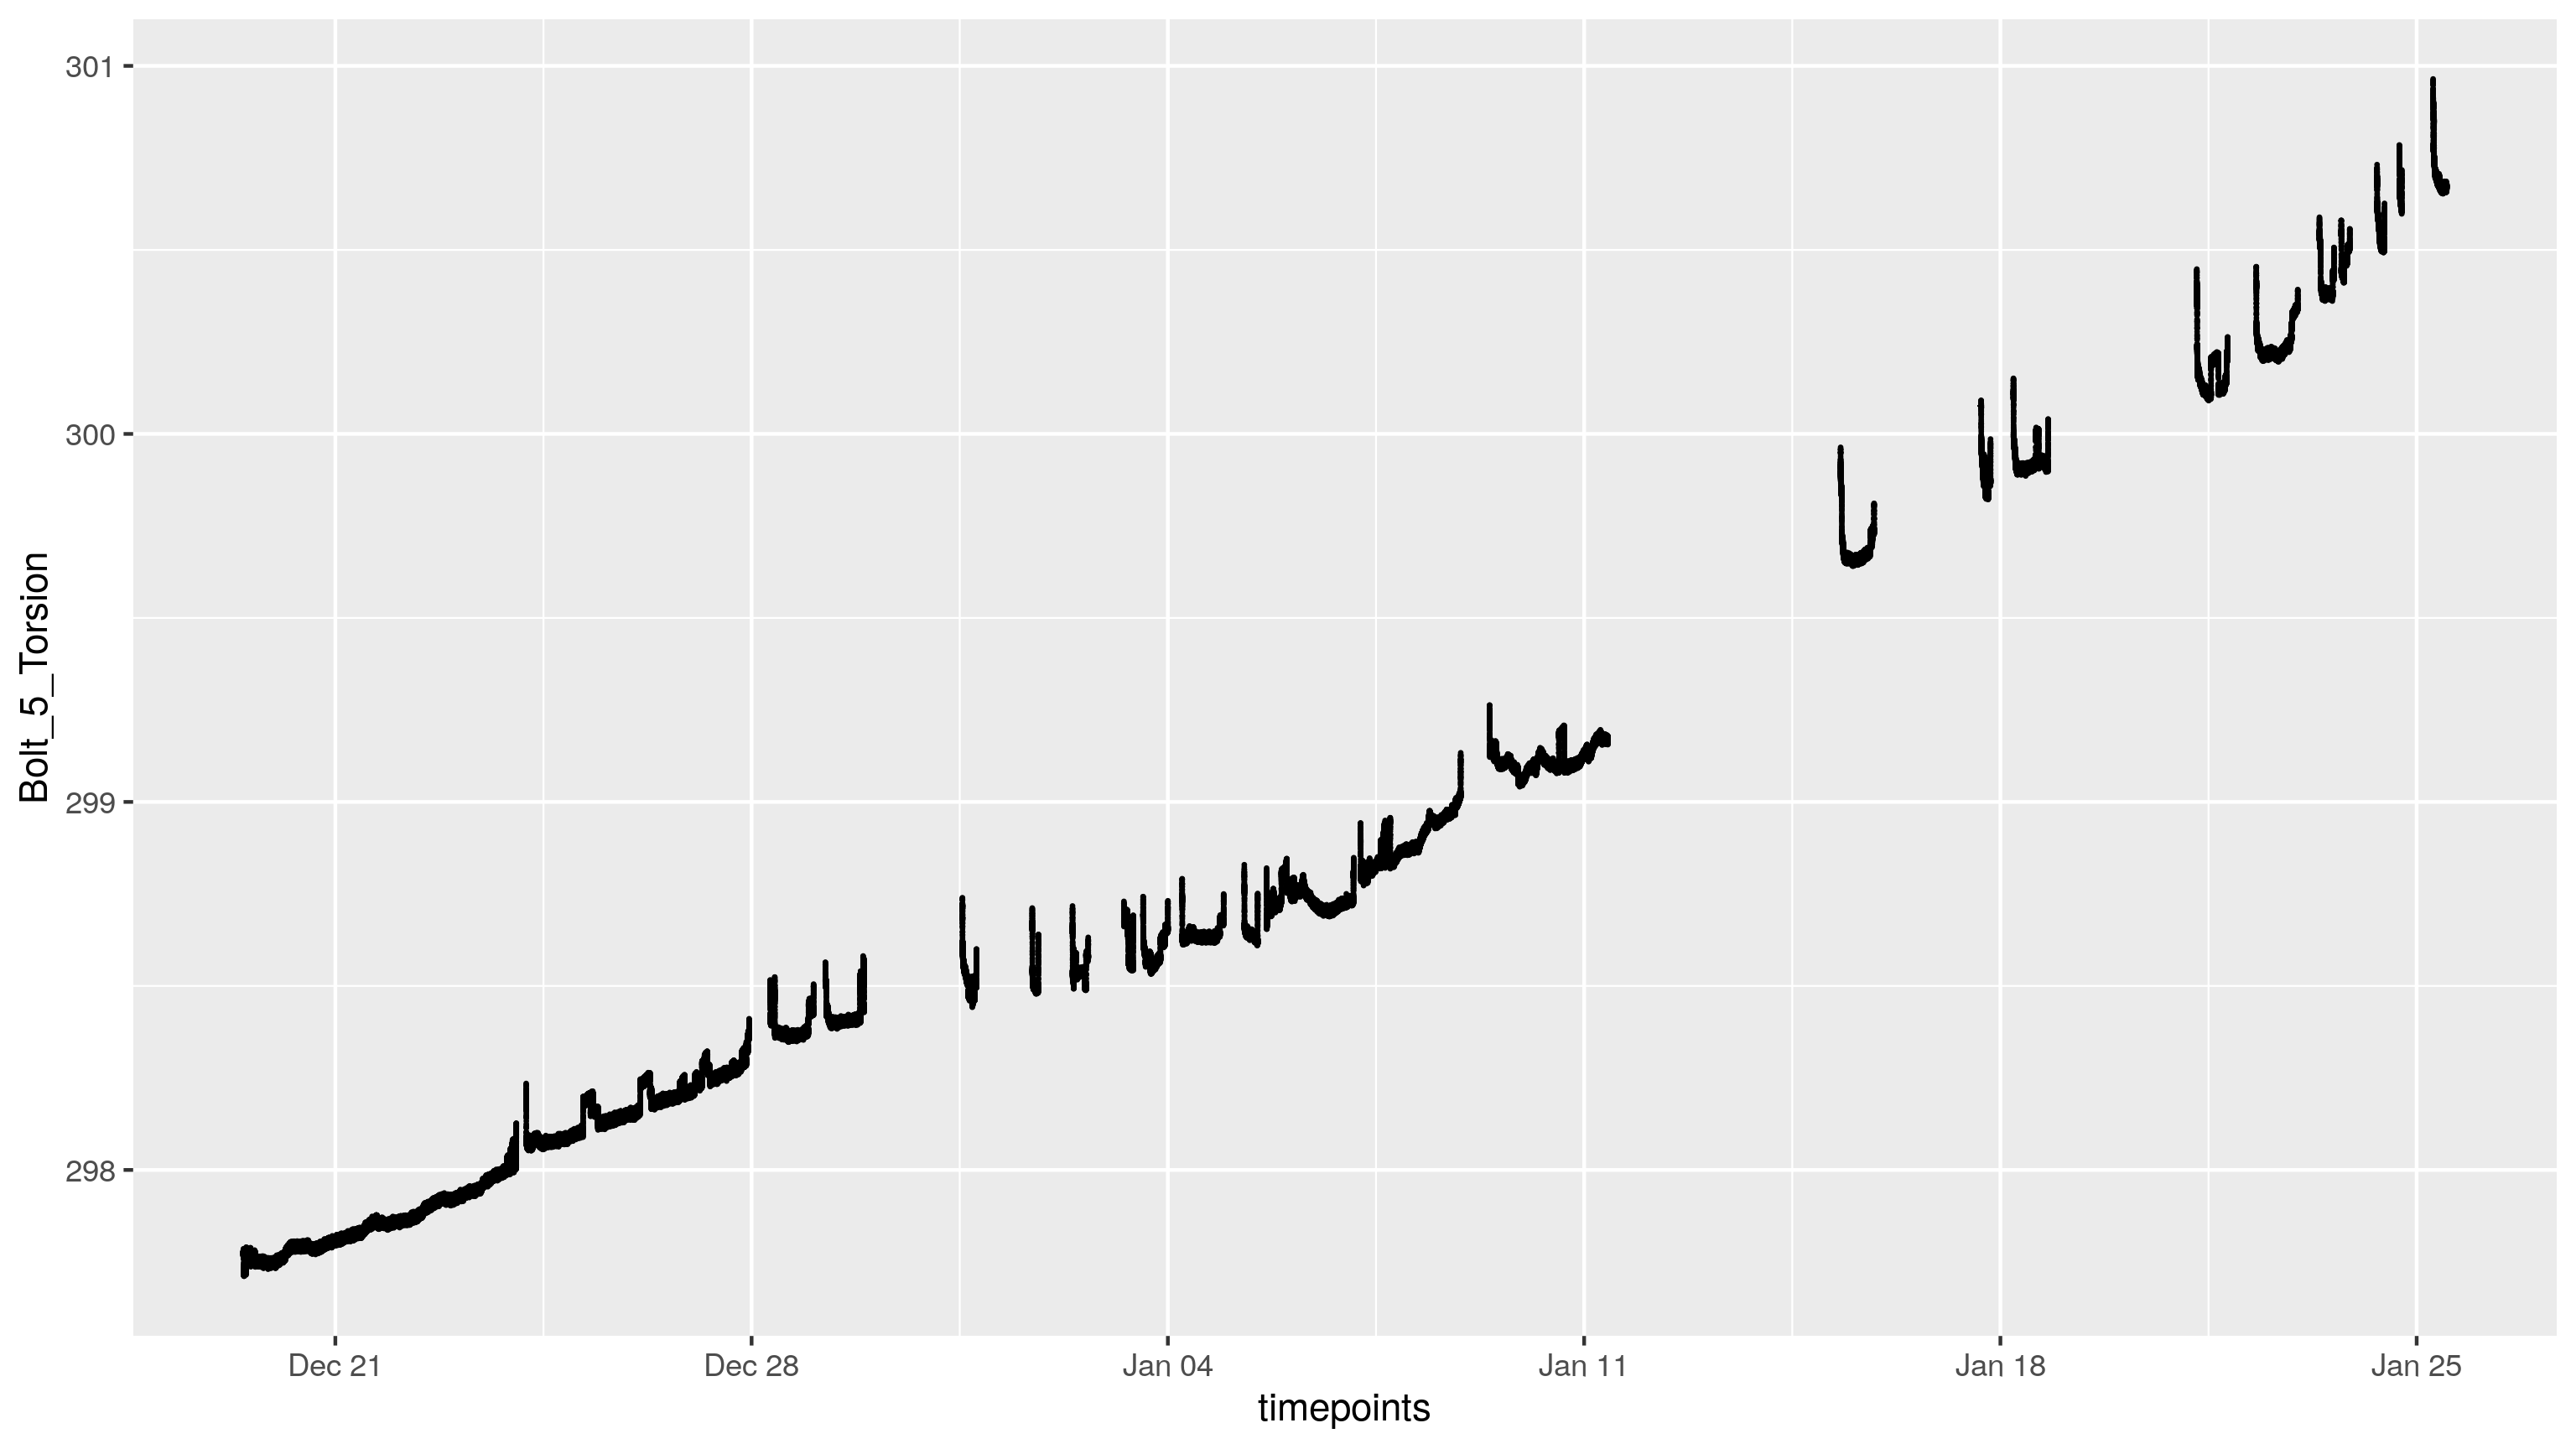 301
300
299
298
Bolt_5_Torsion
Dec 21
Dec 28
Jan 04
Jan 11
Jan 18
Jan 25
timepoints